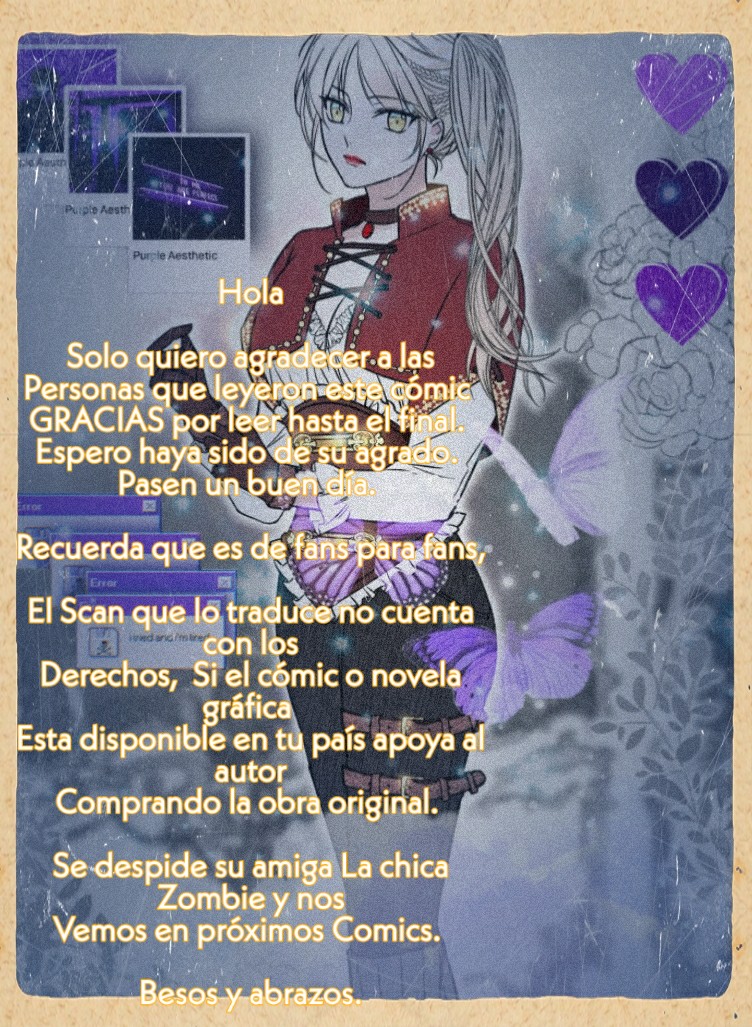 Purple Aesth
Purple Aesthetic
Hola
Solo quiero agradecer a las
Personas que leyeron este cómic
GRACIAS por leer hasta el final.
Espero haya sido de su agrado.
Pasen un buen día.
Error
Recuerda que es de fans para fans,
Error
El Scan que lo traduce no cuenta
con los
Derechos, Si el cómic o novela
gráfica
Esta disponible en tu país apoya al
autor
Comprando la obra original.
Se despide su amiga La chica
Zombie y nos
Vemos en próximos Comics.
Besos y abrazos.